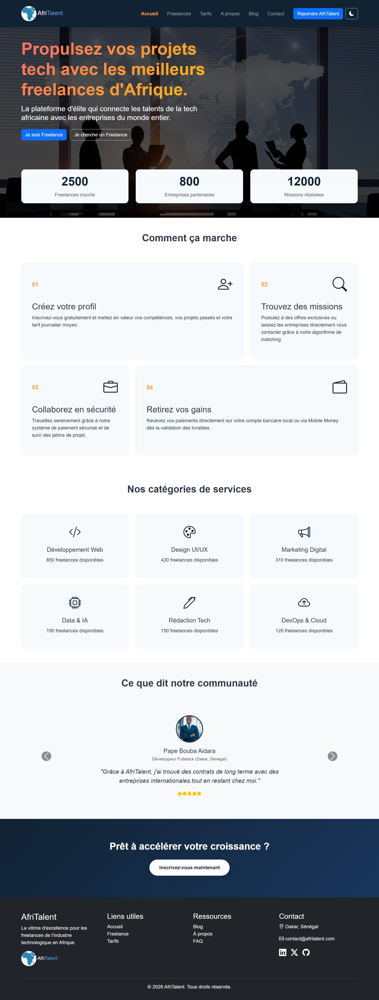 AfriTalent
Accueil
Freelances
Tarifs
A propos
Blog
Contact
Rejoindre AfriTalent
Propulsez vos projets
tech avec les meilleurs
freelances d'Afrique.
La plateforme d'élite qui connecte les talents de la tech
africaine avec les entreprises du monde entier.
Je suis Freelance
Je cherche un Freelance
2500
Freelances inscrits
800
Entreprises partenaires
12000
Missions réalisées
Comment ça marche
01
Créez votre profil
Inscrivez-vous gratuitement et mettez en valeur vos compétences, vos projets passés et votre
tarif journalier moyen.
02
Trouvez des missions
Postulez à des offres exclusives ou
laissez les entreprises directement vous
contacter grâce à notre algorithme de
matching.
03
Collaborez en sécurité
Travaillez sereinement grâce à notre
système de paiement sécurisé et de
suivi des jalons de projet.
04
Retirez vos gains
Recevez vos paiements directement sur votre compte bancaire local ou via Mobile Money
dès la validation des livrables.
Nos catégories de services
Développement Web
850 freelances disponibles
Design UI/UX
420 freelances disponibles
Marketing Digital
310 freelances disponibles
Data & IA
190 freelances disponibles
Rédaction Tech
150 freelances disponibles
DevOps & Cloud
120 freelances disponibles
Ce que dit notre communauté
Pape Bouba Aidara
Développeur Fullstack (Dakar, Sénégal)
"Grâce à AfriTalent, j'ai trouvé des contrats de long terme avec des
entreprises internationales tout en restant chez moi."
Prêt à accélérer votre croissance ?
Inscrivez-vous maintenant
AfriTalent
La vitrine d'excellence pour les
freelances de l'industrie
technologique en Afrique.
AfriTalent
Liens utiles
Accueil
Freelance
Tarifs
Ressources
Blog
À propos
FAQ
Contact
Dakar, Sénégal
contact@afritalent.com
© 2026 AfriTalent. Tous droits réservés.